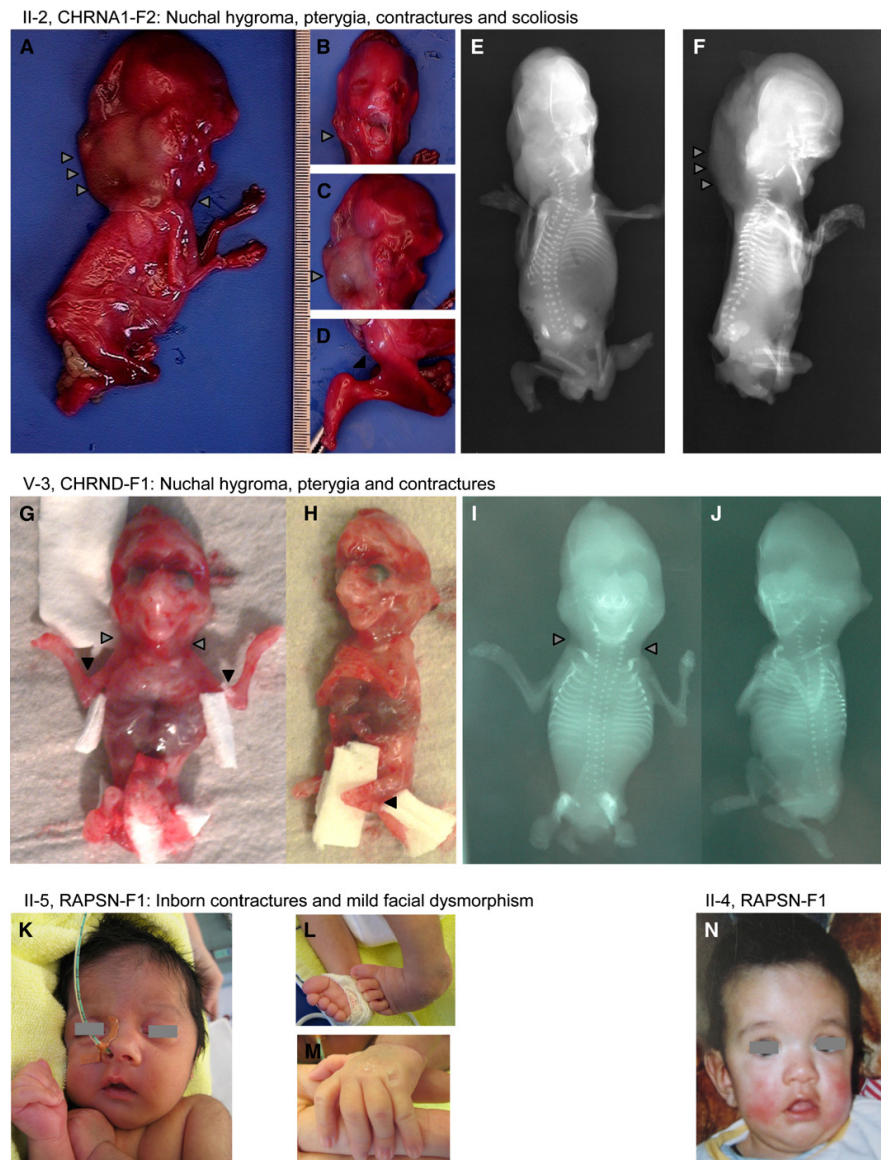 II-2, CHRNA1-F2: Nuchal hygroma, pterygia, contractures and scoliosis
A
B
C
D
E
F
V-3, CHRND-F1: Nuchal hygroma, pterygia and contractures
G
H
I
J
II-5, RAPSN-F1: Inborn contractures and mild facial dysmorphism
II-4, RAPSN-F1
K
L
M
N